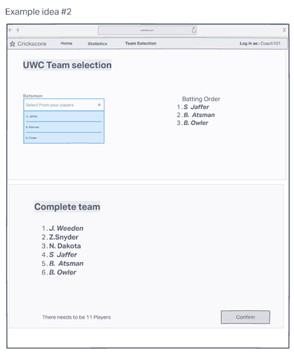 Example idea #2
Crickscore Home Statistics Team Selection Log in as : Coach101
UWC Team selection
Batsmen
Select From your players
S. Jaffer
B. Atsman
B. Owler
Batting Order
1. S Jaffer
2. B. Atsman
3. B. Owler
Complete team
1. J. Weeden
2. Z.Snyder
3. N. Dakota
4. S Jaffer
5. B. Atsman
6. B. Owler
There needs to be 11 Players
Confirm